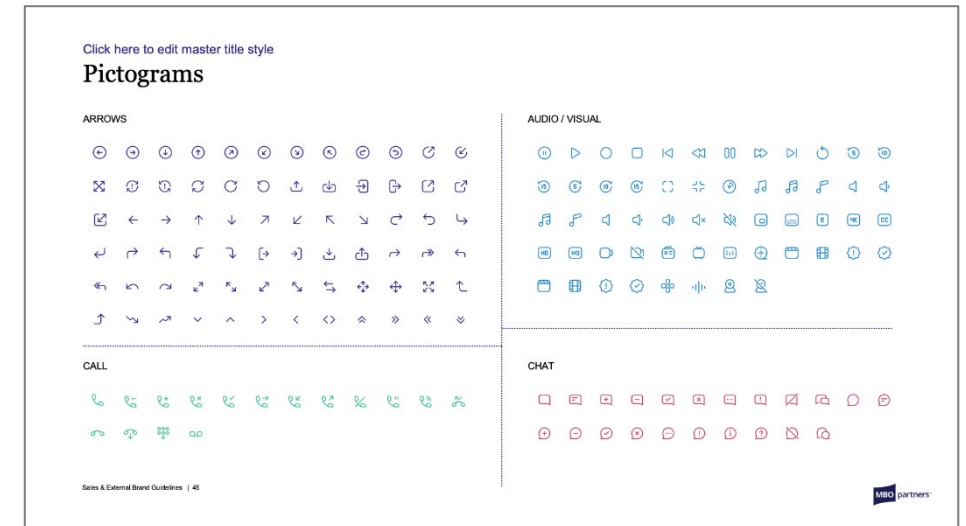 Click here to edit master title style
Pictograms
ARROWS
AUDIO / VISUAL
CALL
CHAT
Sales & External Brand Guidelines | 45
MBO partners